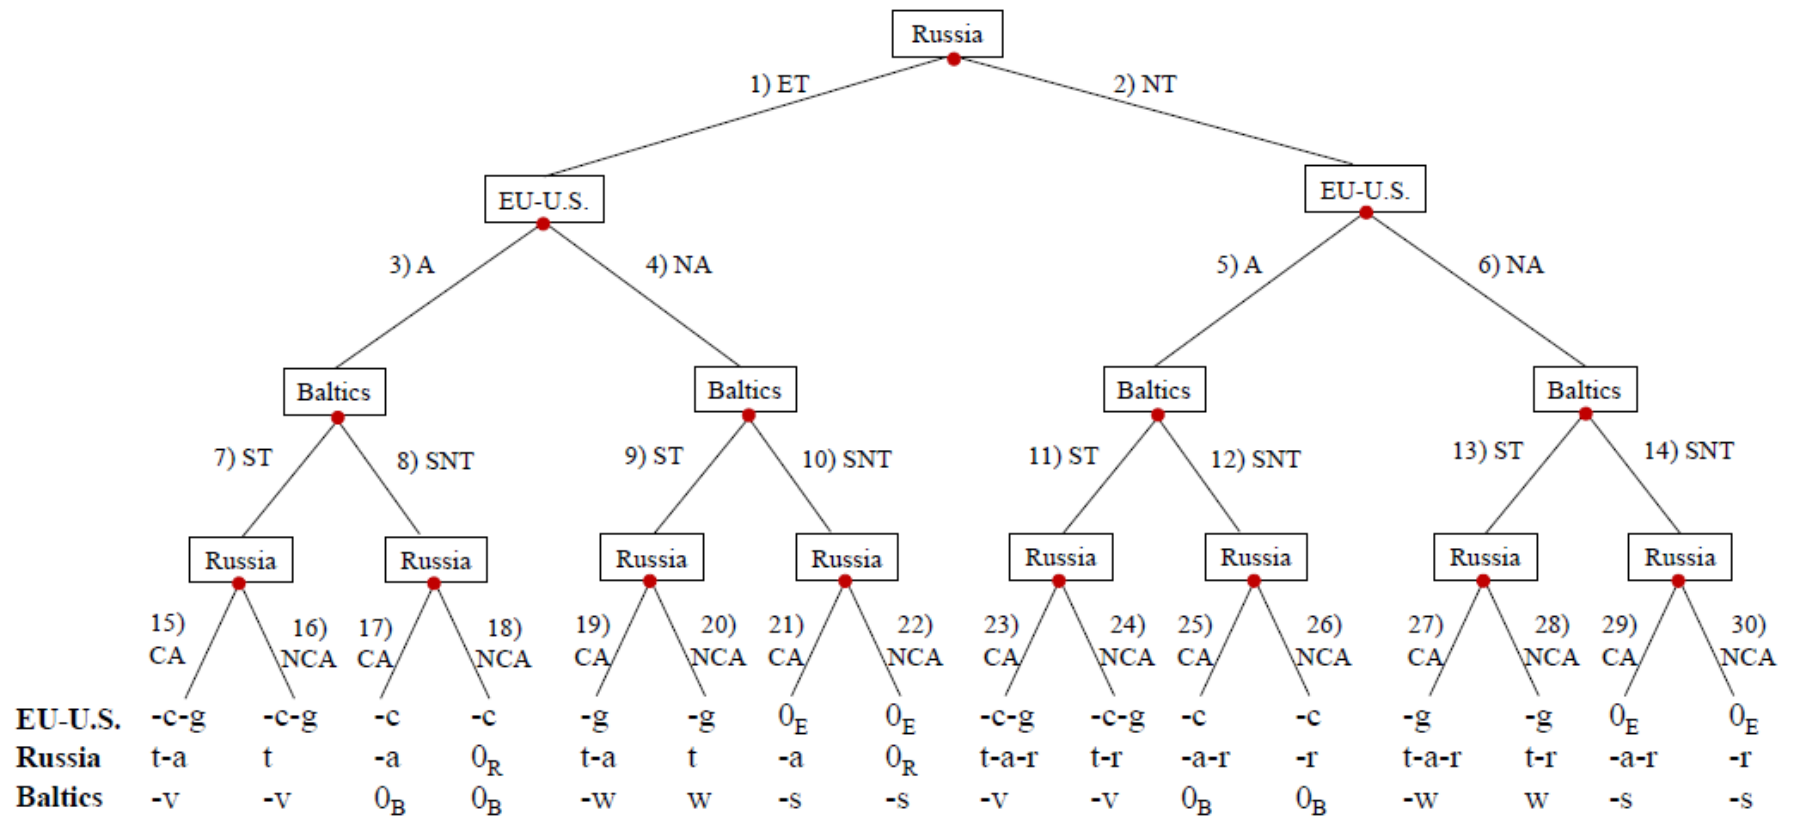 Russia
1) ET
2) NT
EU-U.S.
EU-U.S.
3) A
4) NA
5) A
6) NA
Baltics
Baltics
Baltics
Baltics
7) ST
8) SNT
9) ST
10) SNT
11) ST
12) SNT
13) ST
14) SNT
Russia
Russia
Russia
Russia
Russia
Russia
Russia
Russia
15) CA
16) NCA
17) CA
18) NCA
19) CA
20) NCA
21) CA
22) NCA
23) CA
24) NCA
25) CA
26) NCA
27) CA
28) NCA
29) CA
30) NCA
EU-U.S. -c-g -c-g -c -c -g -g 0E 0E -c-g -c-g -c -c -g -g 0E 0E
Russia t-a t -a 0R t-a t -a 0R t-a-r t-r -a-r -r t-a-r t-r -a-r -r
Baltics -v -v 0B 0B -w w -s -s -v -v 0B 0B -w w -s -s